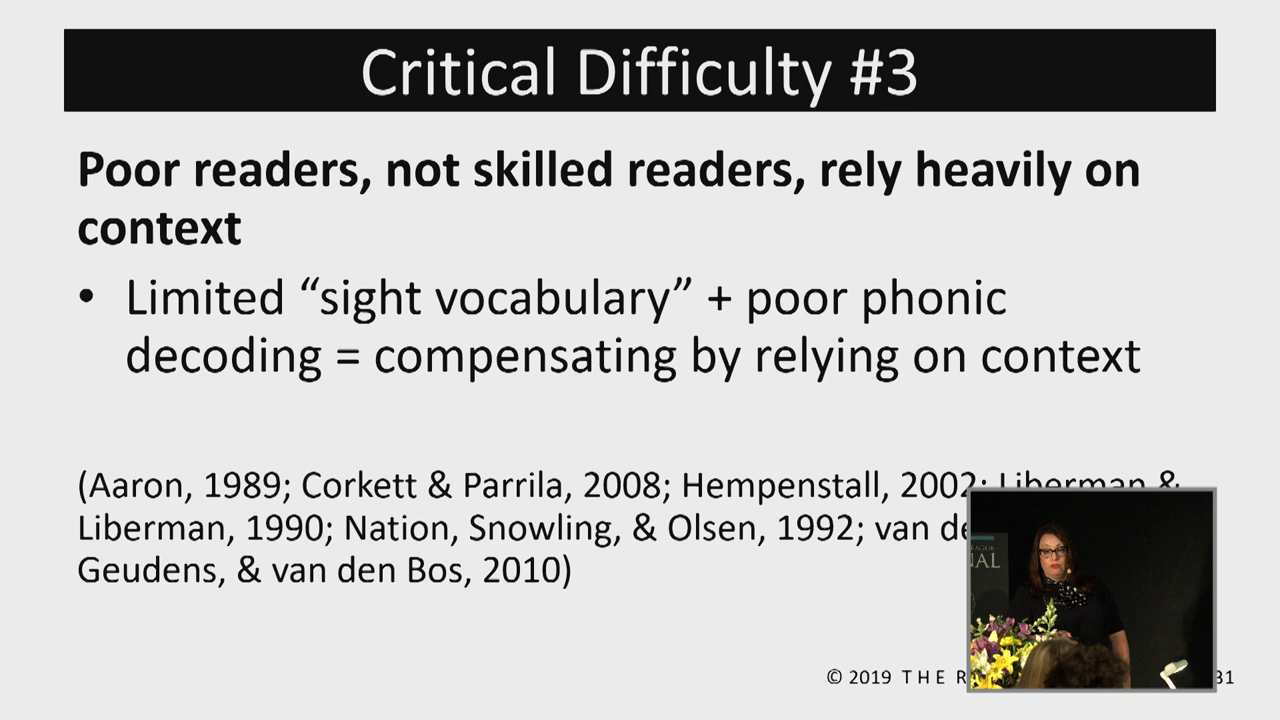 Critical Difficulty #3
Poor readers, not skilled readers, rely heavily on
context
• Limited “sight vocabulary” + poor phonic
decoding = compensating by relying on context
(Aaron, 1989; Corkett & Parrila, 2008; Hempenstall, 2002; Liberman &
Liberman, 1990; Nation, Snowling, & Olsen, 1992; van
Geudens, & van den Bos, 2010)
© 2019 THE